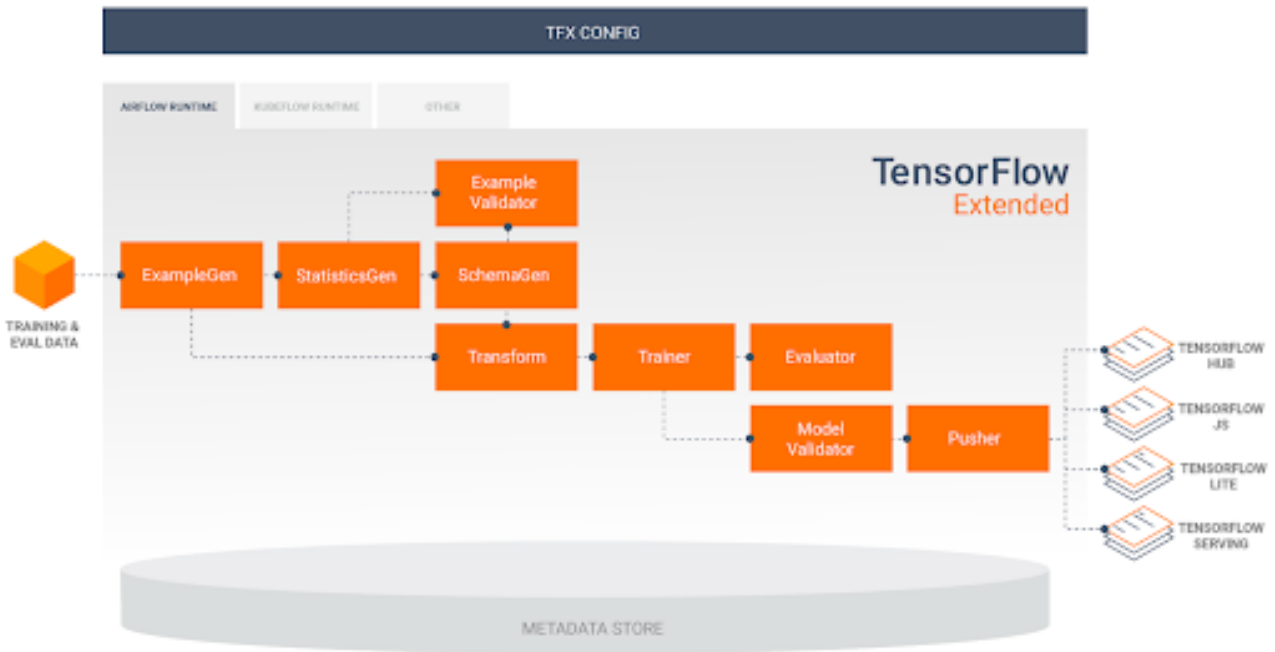 TFX CONFIG
AIRFLOW RUNTIME
KUBEFLOW RUNTIME
OTHER
TensorFlow
Extended
Example
Validator
ExampleGen
StatisticsGen
SchemaGen
TRAINING &
EVAL DATA
Transform
Trainer
Evaluator
TENSORFLOW
HUB
TENSORFLOW
JS
Model
Validator
Pusher
TENSORFLOW
LITE
TENSORFLOW
SERVING
METADATA STORE